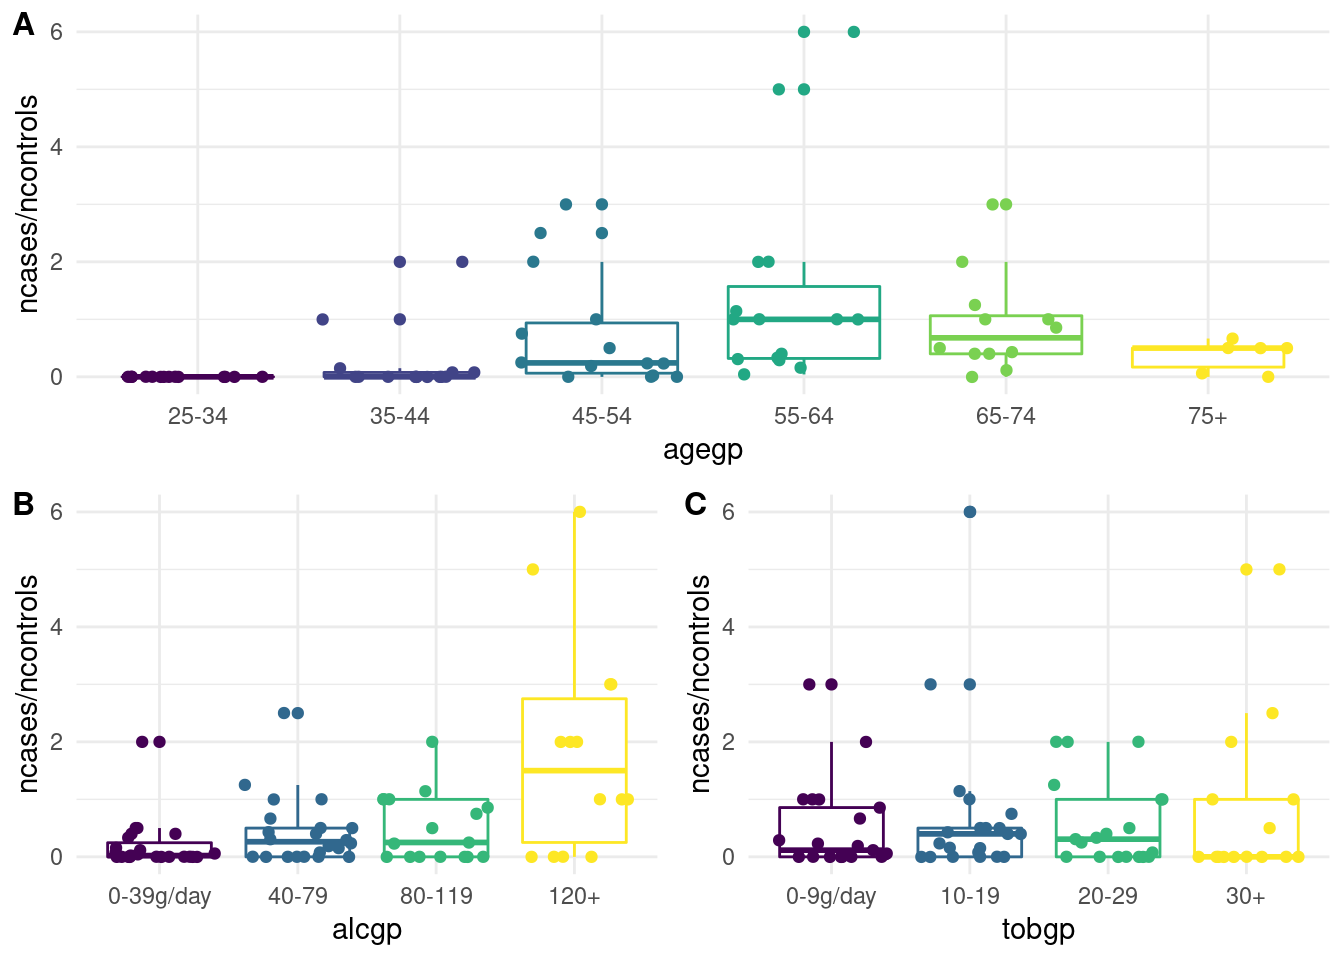 A
ncases/ncontrols
6
4
2
0
25-34 35-44 45-54 55-64 65-74 75+
agegp
B
ncases/ncontrols
6
4
2
0
0-39g/day 40-79 80-119 120+
alcgp
C
ncases/ncontrols
6
4
2
0
0-9g/day 10-19 20-29 30+
tobgp